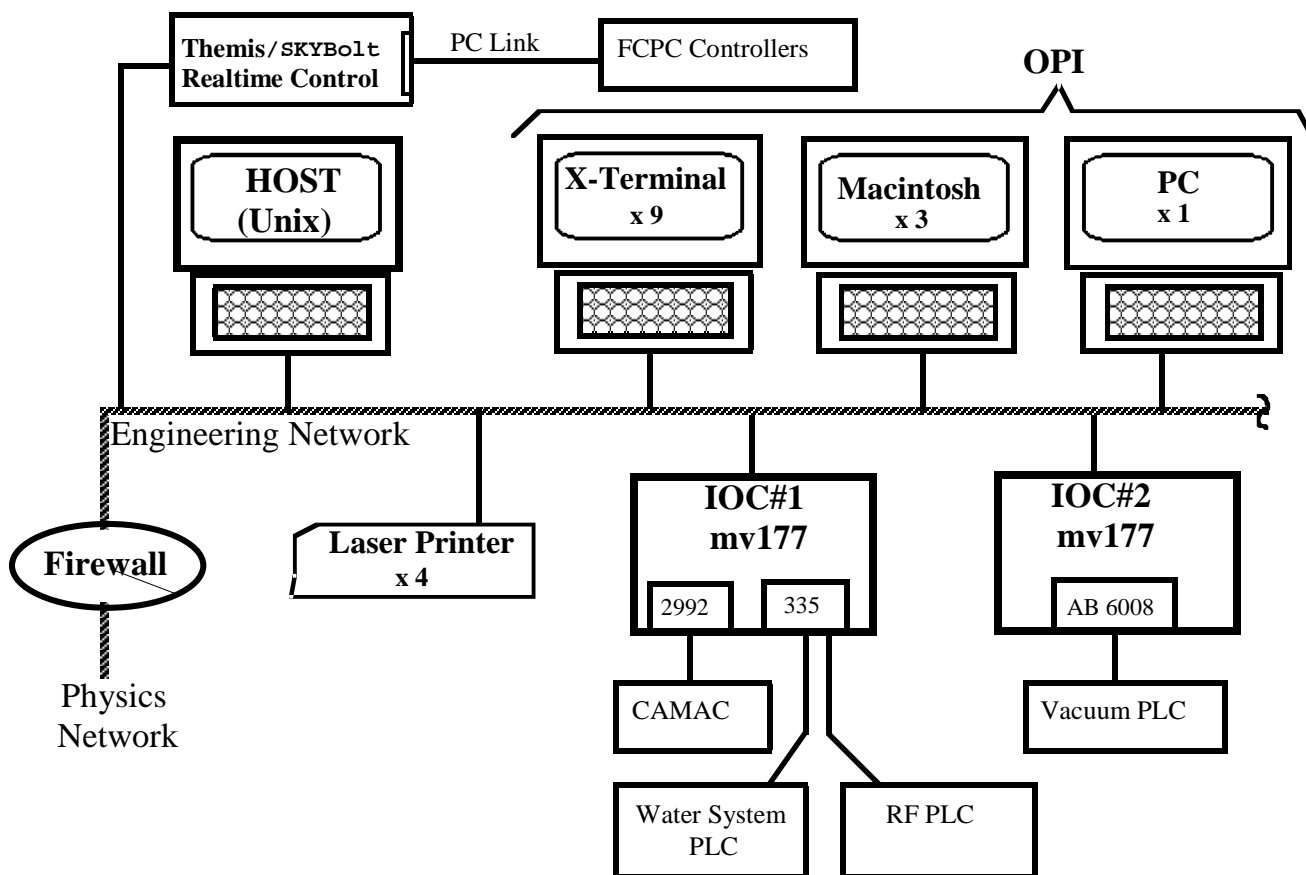 Themis/SKYBolt
Realtime Control
PC Link
FCPC Controllers
OPI
HOST
(Unix)
X-Terminal
x 9
Macintosh
x 3
PC
x 1
Engineering Network
Firewall
Physics
Network
Laser Printer
x 4
IOC#1
mv177
2992
335
IOC#2
mv177
AB 6008
CAMAC
Vacuum PLC
Water System
PLC
RF PLC